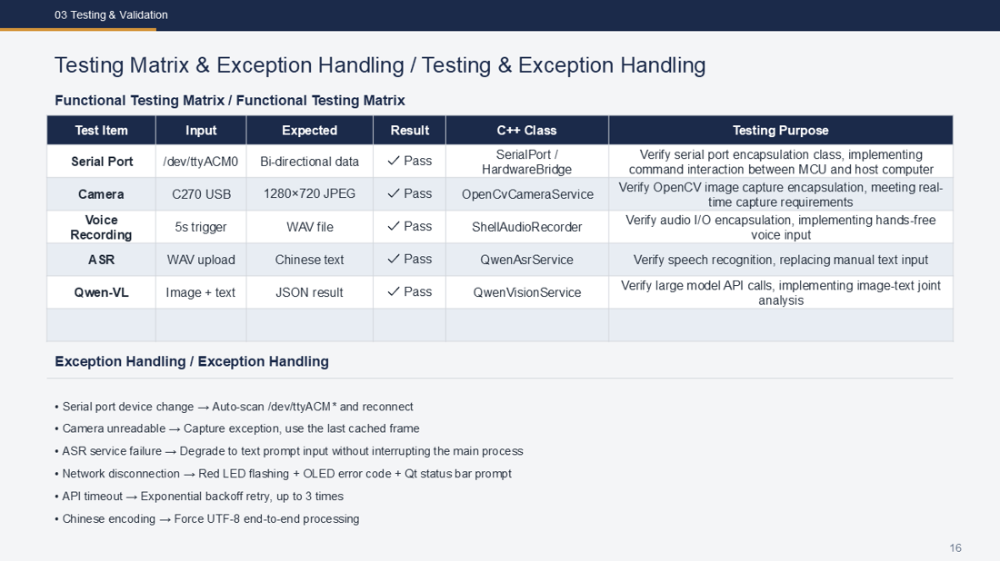 03 Testing & Validation
Testing Matrix & Exception Handling / Testing & Exception Handling
Functional Testing Matrix / Functional Testing Matrix
Test Item Input Expected Result C++ Class Testing Purpose
Serial Port /dev/ttyACM0 Bi-directional data ✓ Pass SerialPort / HardwareBridge Verify serial port encapsulation class, implementing command interaction between MCU and host computer
Camera C270 USB 1280×720 JPEG ✓ Pass OpenCvCameraService Verify OpenCV image capture encapsulation, meeting real-time capture requirements
Voice Recording 5s trigger WAV file ✓ Pass ShellAudioRecorder Verify audio I/O encapsulation, implementing hands-free voice input
ASR WAV upload Chinese text ✓ Pass QwenAsrService Verify speech recognition, replacing manual text input
Qwen-VL Image + text JSON result ✓ Pass QwenVisionService Verify large model API calls, implementing image-text joint analysis
Exception Handling / Exception Handling
• Serial port device change → Auto-scan /dev/ttyACM* and reconnect
• Camera unreadable → Capture exception, use the last cached frame
• ASR service failure → Degrade to text prompt input without interrupting the main process
• Network disconnection → Red LED flashing + OLED error code + Qt status bar prompt
• API timeout → Exponential backoff retry, up to 3 times
• Chinese encoding → Force UTF-8 end-to-end processing
16